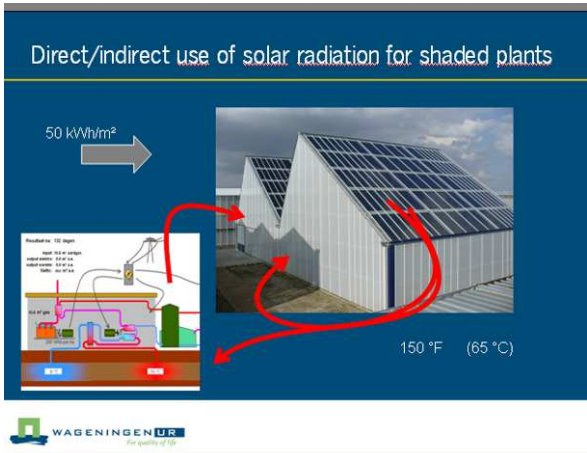 Direct/indirect use of solar radiation for shaded plants
50 kWh/m²
150 °F (65 °C)
WAGENINGEN UR
For quality of life